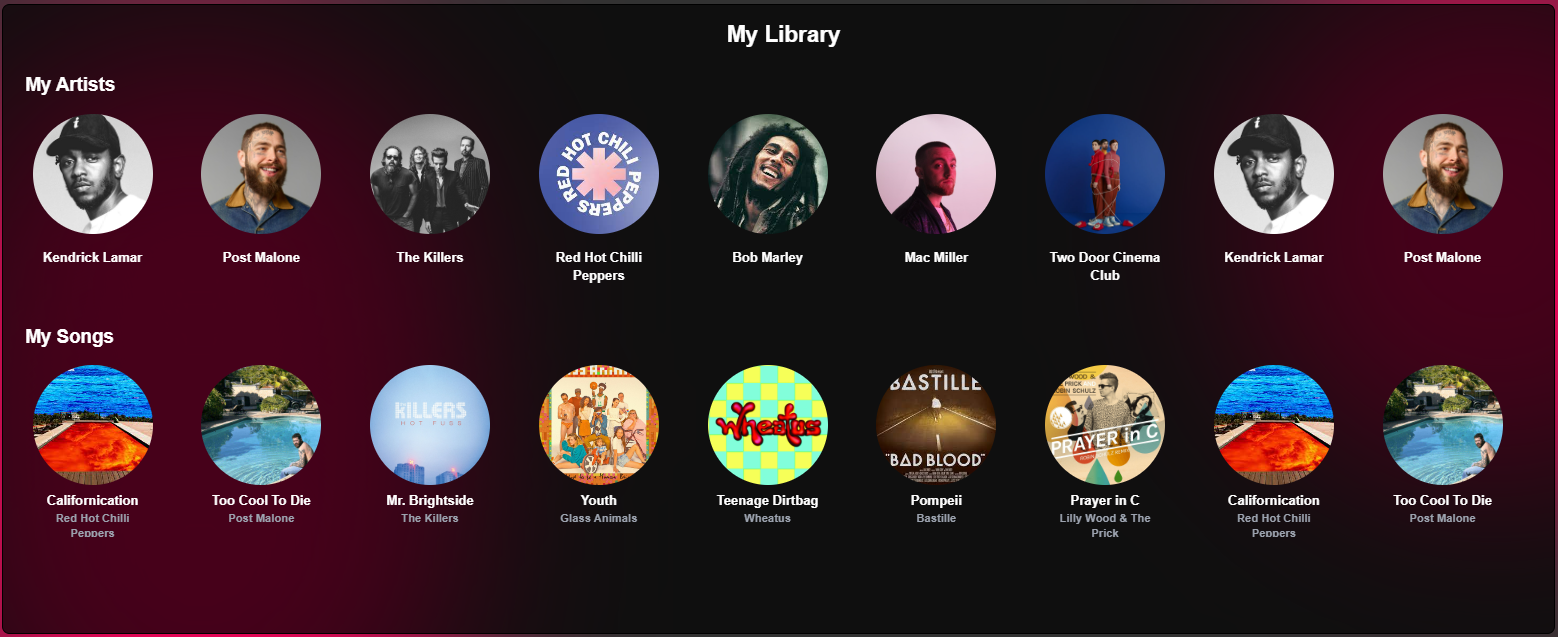 My Library
My Artists
RED HOT CHILI PEPPERS
Kendrick Lamar
Post Malone
The Killers
Red Hot Chilli
Peppers
Bob Marley
Mac Miller
Two Door Cinema
Club
Kendrick Lamar
Post Malone
My Songs
KILLERS
HOT FUSS
wheatus
BASTILLE
"BAD BLOOD"
WOOD &
PRICK
ROBIN SCHULZ
PRAYER in C
Californication
Red Hot Chilli
Peppers
Too Cool To Die
Post Malone
Mr. Brightside
The Killers
Youth
Glass Animals
Teenage Dirtbag
Wheatus
Pompeii
Bastille
Prayer in C
Lilly Wood & The
Prick
Californication
Red Hot Chilli
Peppers
Too Cool To Die
Post Malone